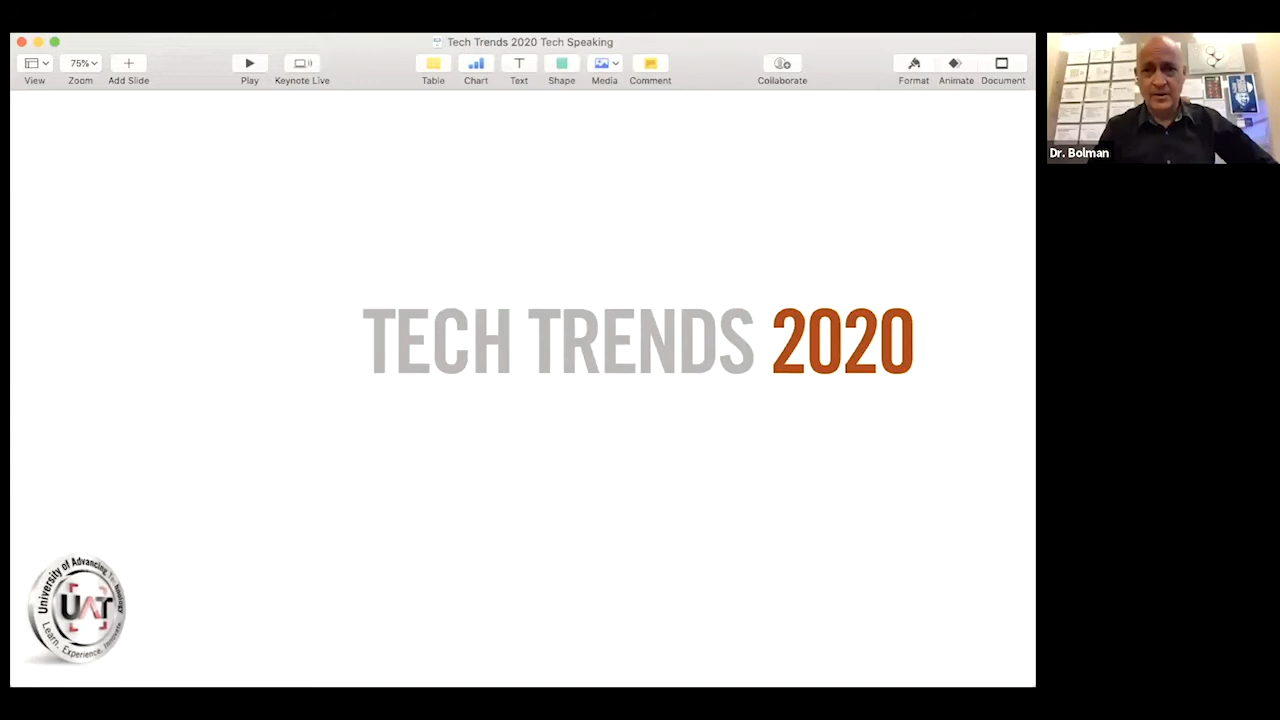 Tech Trends 2020 Tech Speaking
75%
View
Zoom
Add Slide
Play
Keynote Live
Table
Chart
Text
Shape
Media
Comment
Collaborate
Format
Animate
Document
Dr. Bolman
TECH TRENDS 2020
University of Advancing Technology
UAT
Learn. Experience. Innovate.